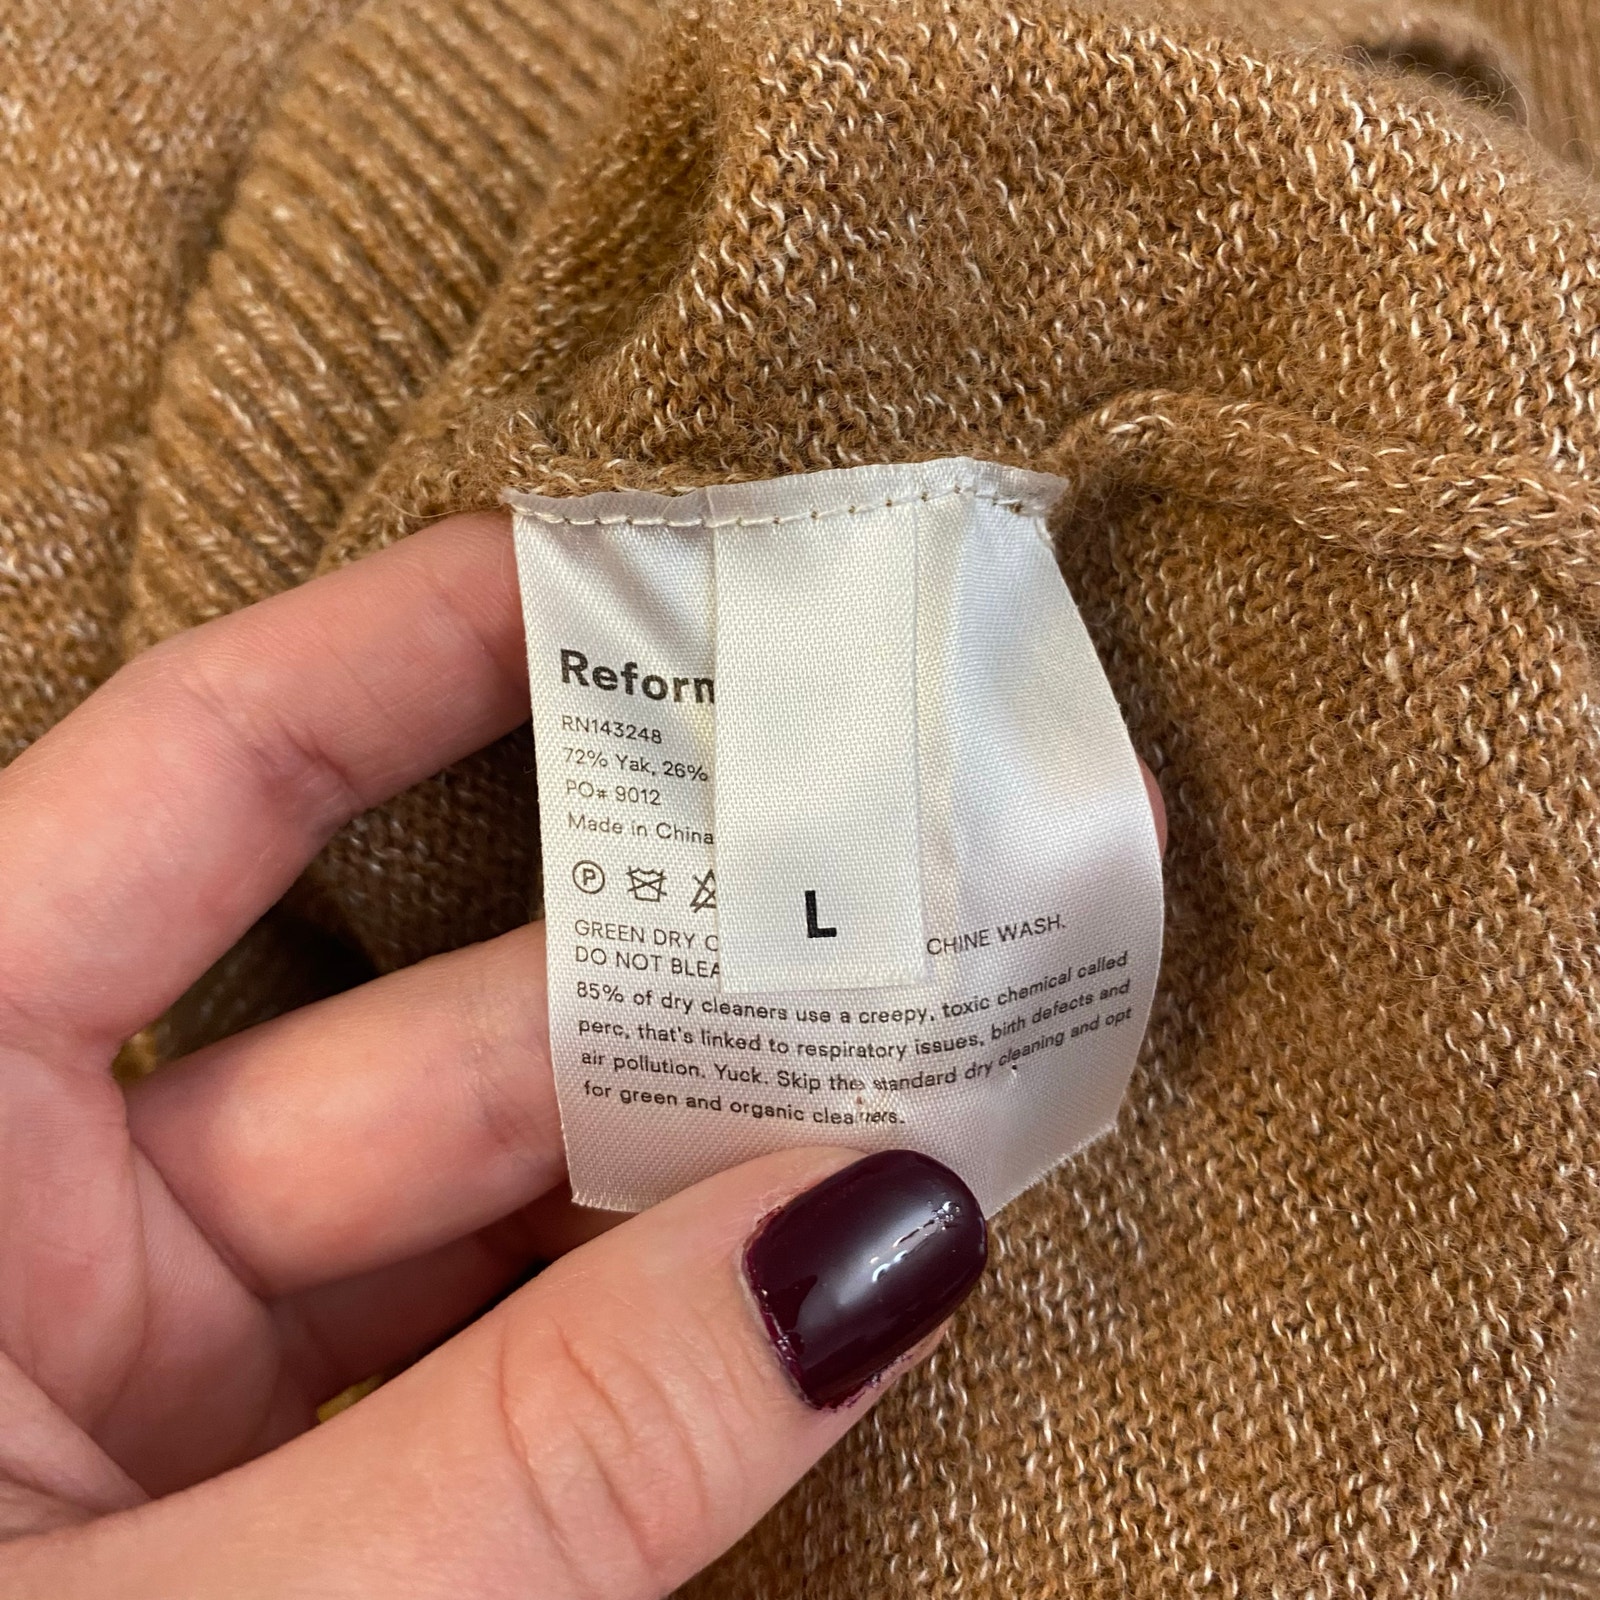 Reform
RN143248
72% Yak, 26%
PO# 9012
Made in China
P
L
GREEN DRY C
CHINE WASH.
DO NOT BLEA
85% of dry cleaners use a creepy, toxic chemical called
perc, that's linked to respiratory issues, birth defects and
air pollution. Yuck. Skip the standard dry cleaning and opt
for green and organic cleaners.